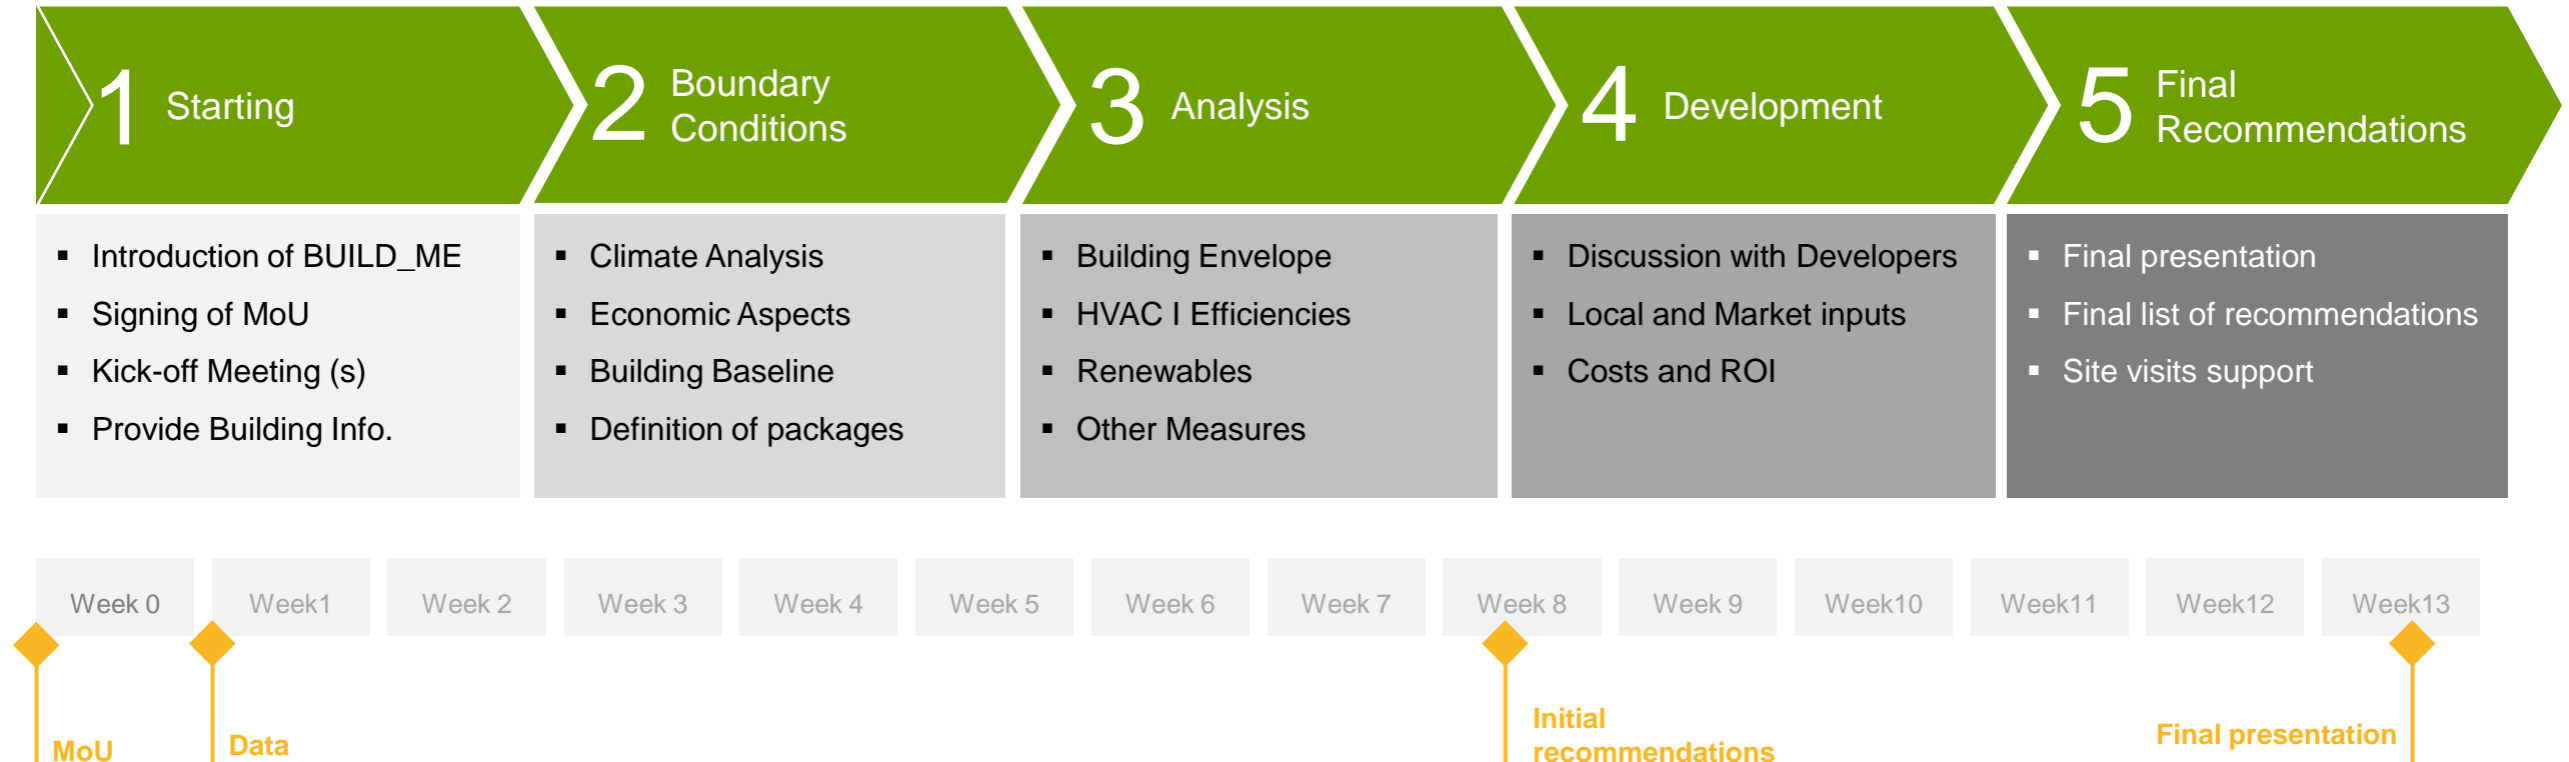 1 Starting
2 Boundary
Conditions
3 Analysis
4 Development
5 Final
Recommendations
▪ Introduction of BUILD_ME
▪ Signing of MoU
▪ Kick-off Meeting (s)
▪ Provide Building Info.
▪ Climate Analysis
▪ Economic Aspects
▪ Building Baseline
▪ Definition of packages
▪ Building Envelope
▪ HVAC I Efficiencies
▪ Renewables
▪ Other Measures
▪ Discussion with Developers
▪ Local and Market inputs
▪ Costs and ROI
▪ Final presentation
▪ Final list of recommendations
▪ Site visits support
Week 0
Week1
Week 2
Week 3
Week 4
Week 5
Week 6
Week 7
Week 8
Week 9
Week10
Week11
Week12
Week13
MoU
Data
Initial
recommendations
Final presentation